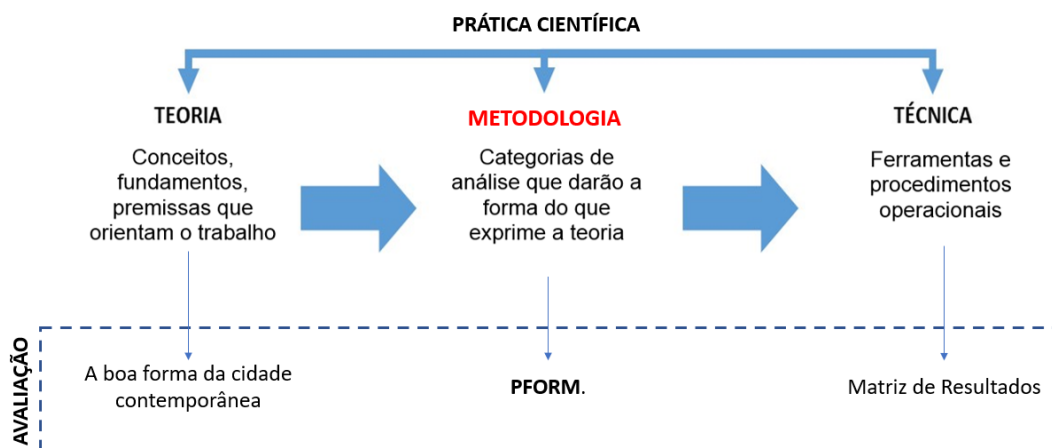 PRÁTICA CIENTÍFICA
TEORIA
Conceitos,
fundamentos,
premissas que
orientam o trabalho
METODOLOGIA
Categorias de
análise que darão a
forma do que
exprime a teoria
TÉCNICA
Ferramentas e
procedimentos
operacionais
AVALIAÇÃO
A boa forma da cidade
contemporânea
PFORM.
Matriz de Resultados